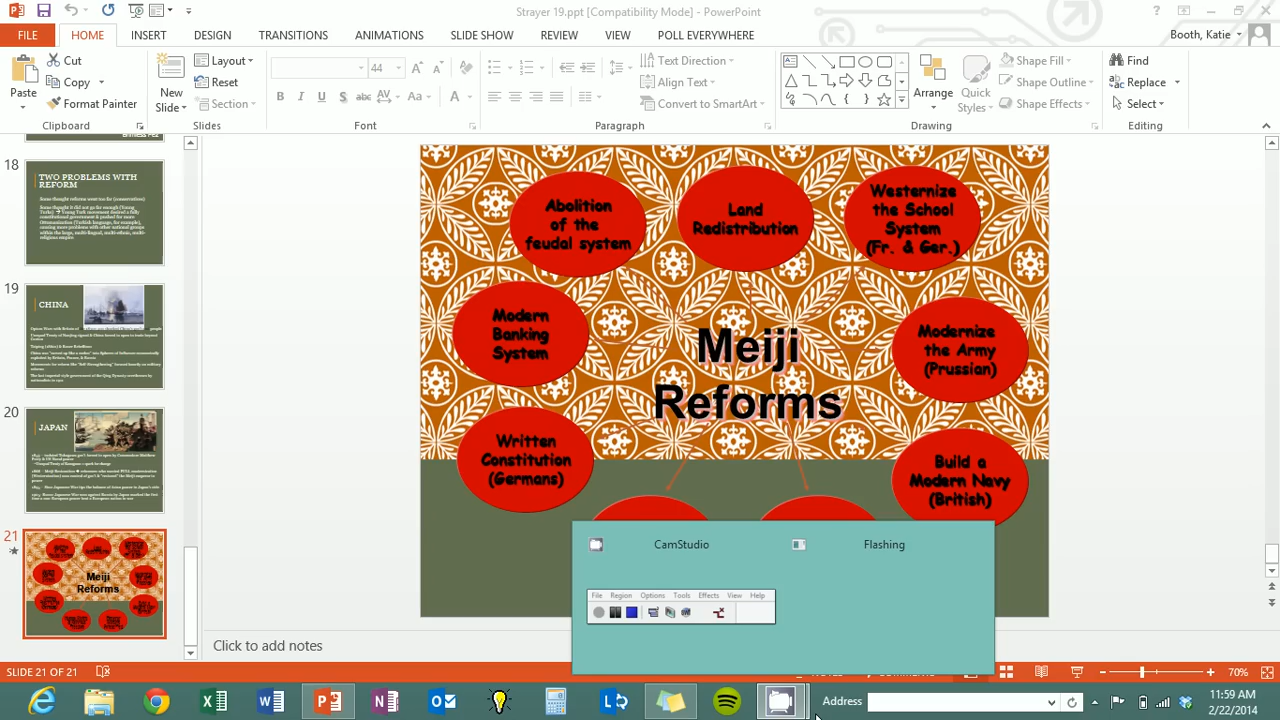 Strayer 19.ppt [Compatibility Mode] - PowerPoint
FILE HOME INSERT DESIGN TRANSITIONS ANIMATIONS SLIDE SHOW REVIEW VIEW POLL EVERYWHERE Booth, Katie
Paste
Cut
Copy
Format Painter
Clipboard
New
Slide
Layout
Reset
Section
Slides
44
B I U S abc AV Aa A
Font
Text Direction
Align Text
Convert to SmartArt
Paragraph
Arrange
Quick
Styles
Shape Fill
Shape Outline
Shape Effects
Drawing
Find
Replace
Select
Editing
18
TWO PROBLEMS WITH
REFORM
19
CHINA
20
JAPAN
21
Meiji
Reforms
Abolition
of the
feudal system
Land
Redistribution
Westernize
the School
System
(Fr. & Ger.)
Modern
Banking
System
Meiji
Reforms
Modernize
the Army
(Prussian)
Written
Constitution
(Germans)
Build a
Modern Navy
(British)
CamStudio
Flashing
File Region Options Tools Effects View Help
Click to add notes
SLIDE 21 OF 21
70%
Address
11:59 AM
2/22/2014